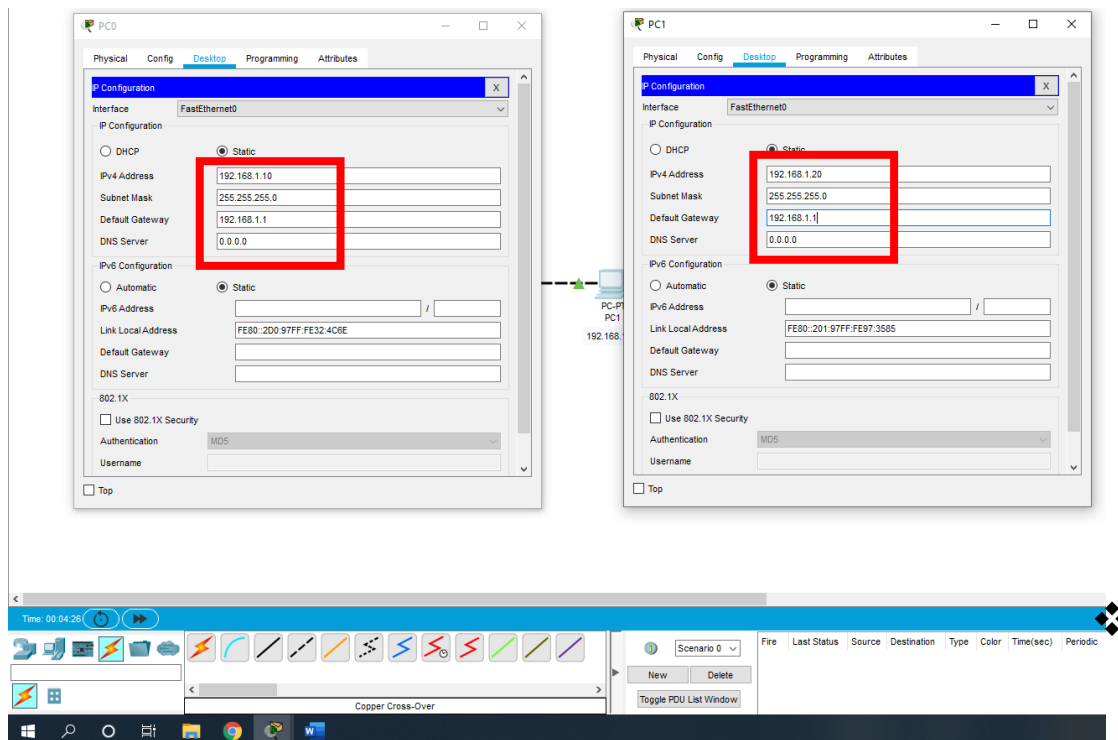 PC0
Physical Config Desktop Programming Attributes
IP Configuration X
Interface FastEthernet0
IP Configuration
DHCP Static
IPv4 Address 192.168.1.10
Subnet Mask 255.255.255.0
Default Gateway 192.168.1.1
DNS Server 0.0.0.0
IPv6 Configuration
Automatic Static
IPv6 Address /
Link Local Address FE80::2D0:97FF:FE32:4C6E
Default Gateway
DNS Server
802.1X
Use 802.1X Security
Authentication MD5
Username
Top
PC-PT
PC1
192.168.
PC1
Physical Config Desktop Programming Attributes
IP Configuration X
Interface FastEthernet0
IP Configuration
DHCP Static
IPv4 Address 192.168.1.20
Subnet Mask 255.255.255.0
Default Gateway 192.168.1.1
DNS Server 0.0.0.0
IPv6 Configuration
Automatic Static
IPv6 Address /
Link Local Address FE80::201:97FF:FE97:3585
Default Gateway
DNS Server
802.1X
Use 802.1X Security
Authentication MD5
Username
Top
Time: 00:04:26
Scenario 0
New Delete
Toggle PDU List Window
Fire Last Status Source Destination Type Color Time(sec) Periodic
Copper Cross-Over